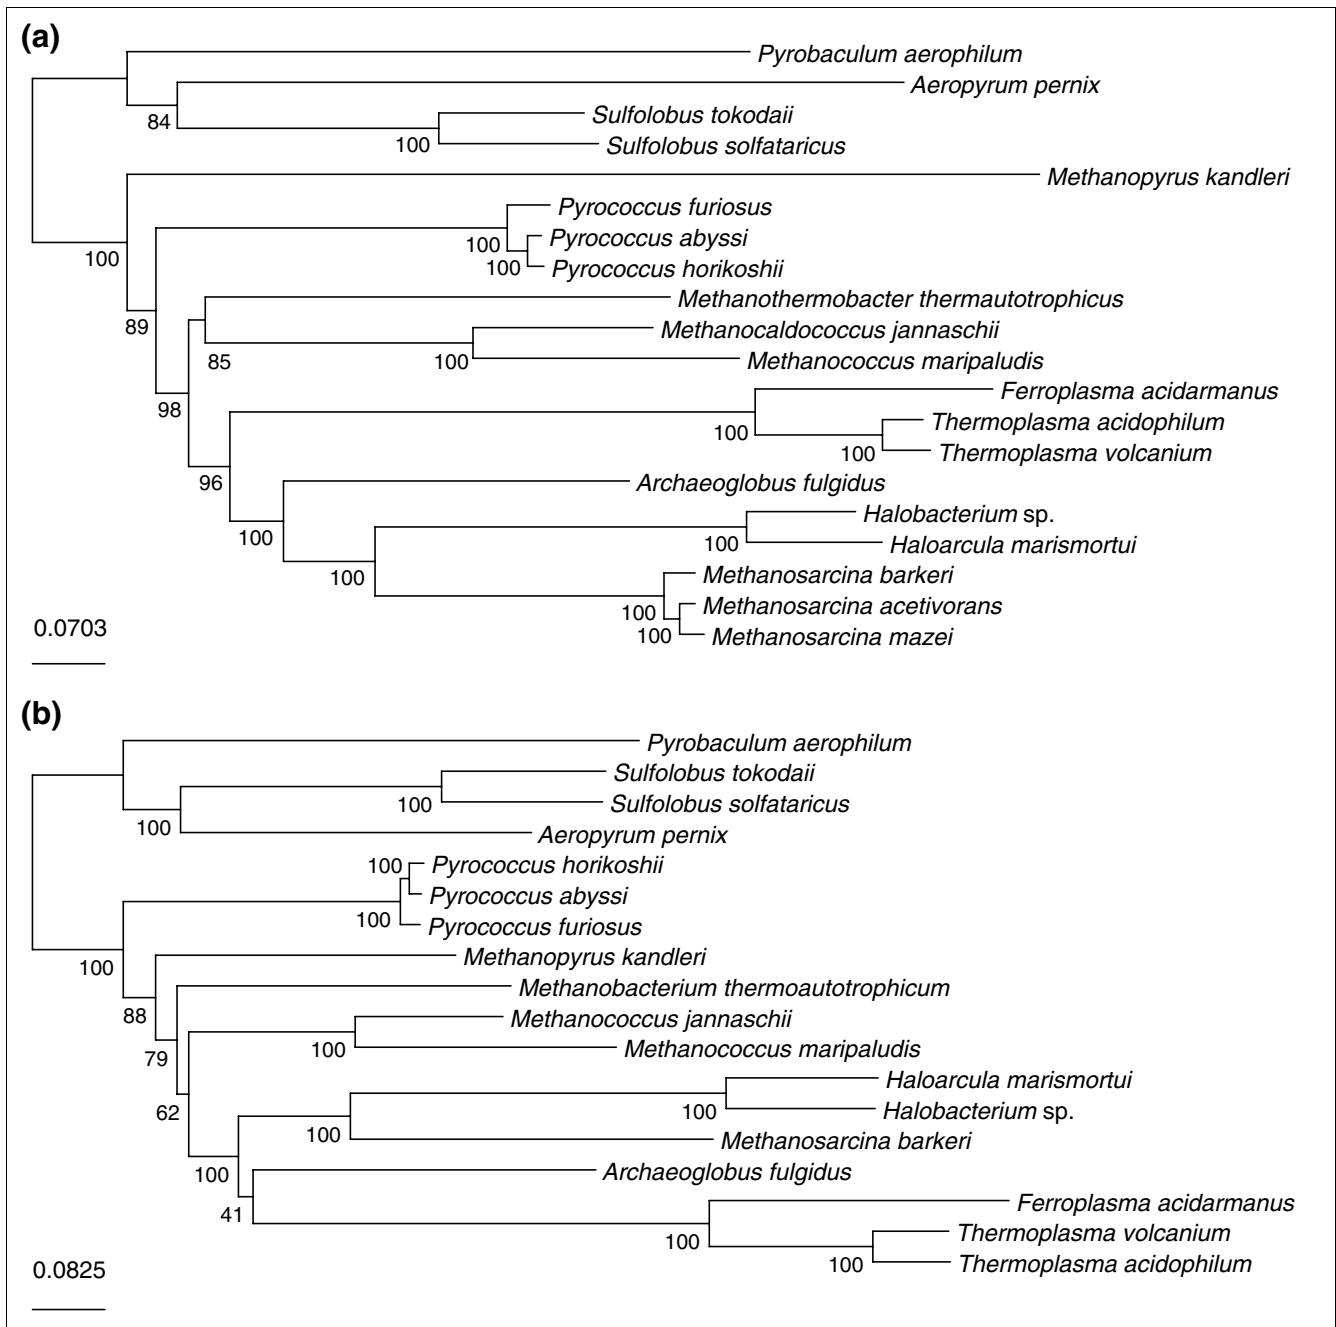 (a)
Pyrobaculum aerophilum
Aeropyrum pernix
84
Sulfolobus tokodaii
100
Sulfolobus solfataricus
Methanopyrus kandleri
100
Pyrococcus furiosus
100
Pyrococcus abyssi
100
Pyrococcus horikoshii
89
Methanothermobacter thermautotrophicus
Methanocaldococcus jannaschii
85
100
Methanococcus maripaludis
98
Ferroplasma acidarmanus
100
Thermoplasma acidophilum
100
Thermoplasma volcanium
96
Archaeoglobus fulgidus
100
Halobacterium sp.
100
Haloarcula marismortui
100
Methanosarcina barkeri
100
Methanosarcina acetivorans
100
Methanosarcina mazei
0.0703
(b)
Pyrobaculum aerophilum
Sulfolobus tokodaii
100
Sulfolobus solfataricus
100
Aeropyrum pernix
100
Pyrococcus horikoshii
Pyrococcus abyssi
100
Pyrococcus furiosus
100
Methanopyrus kandleri
88
Methanobacterium thermoautotrophicum
79
Methanococcus jannaschii
100
Methanococcus maripaludis
62
Haloarcula marismortui
100
Halobacterium sp.
100
Methanosarcina barkeri
100
Archaeoglobus fulgidus
41
Ferroplasma acidarmanus
100
Thermoplasma volcanium
100
Thermoplasma acidophilum
0.0825